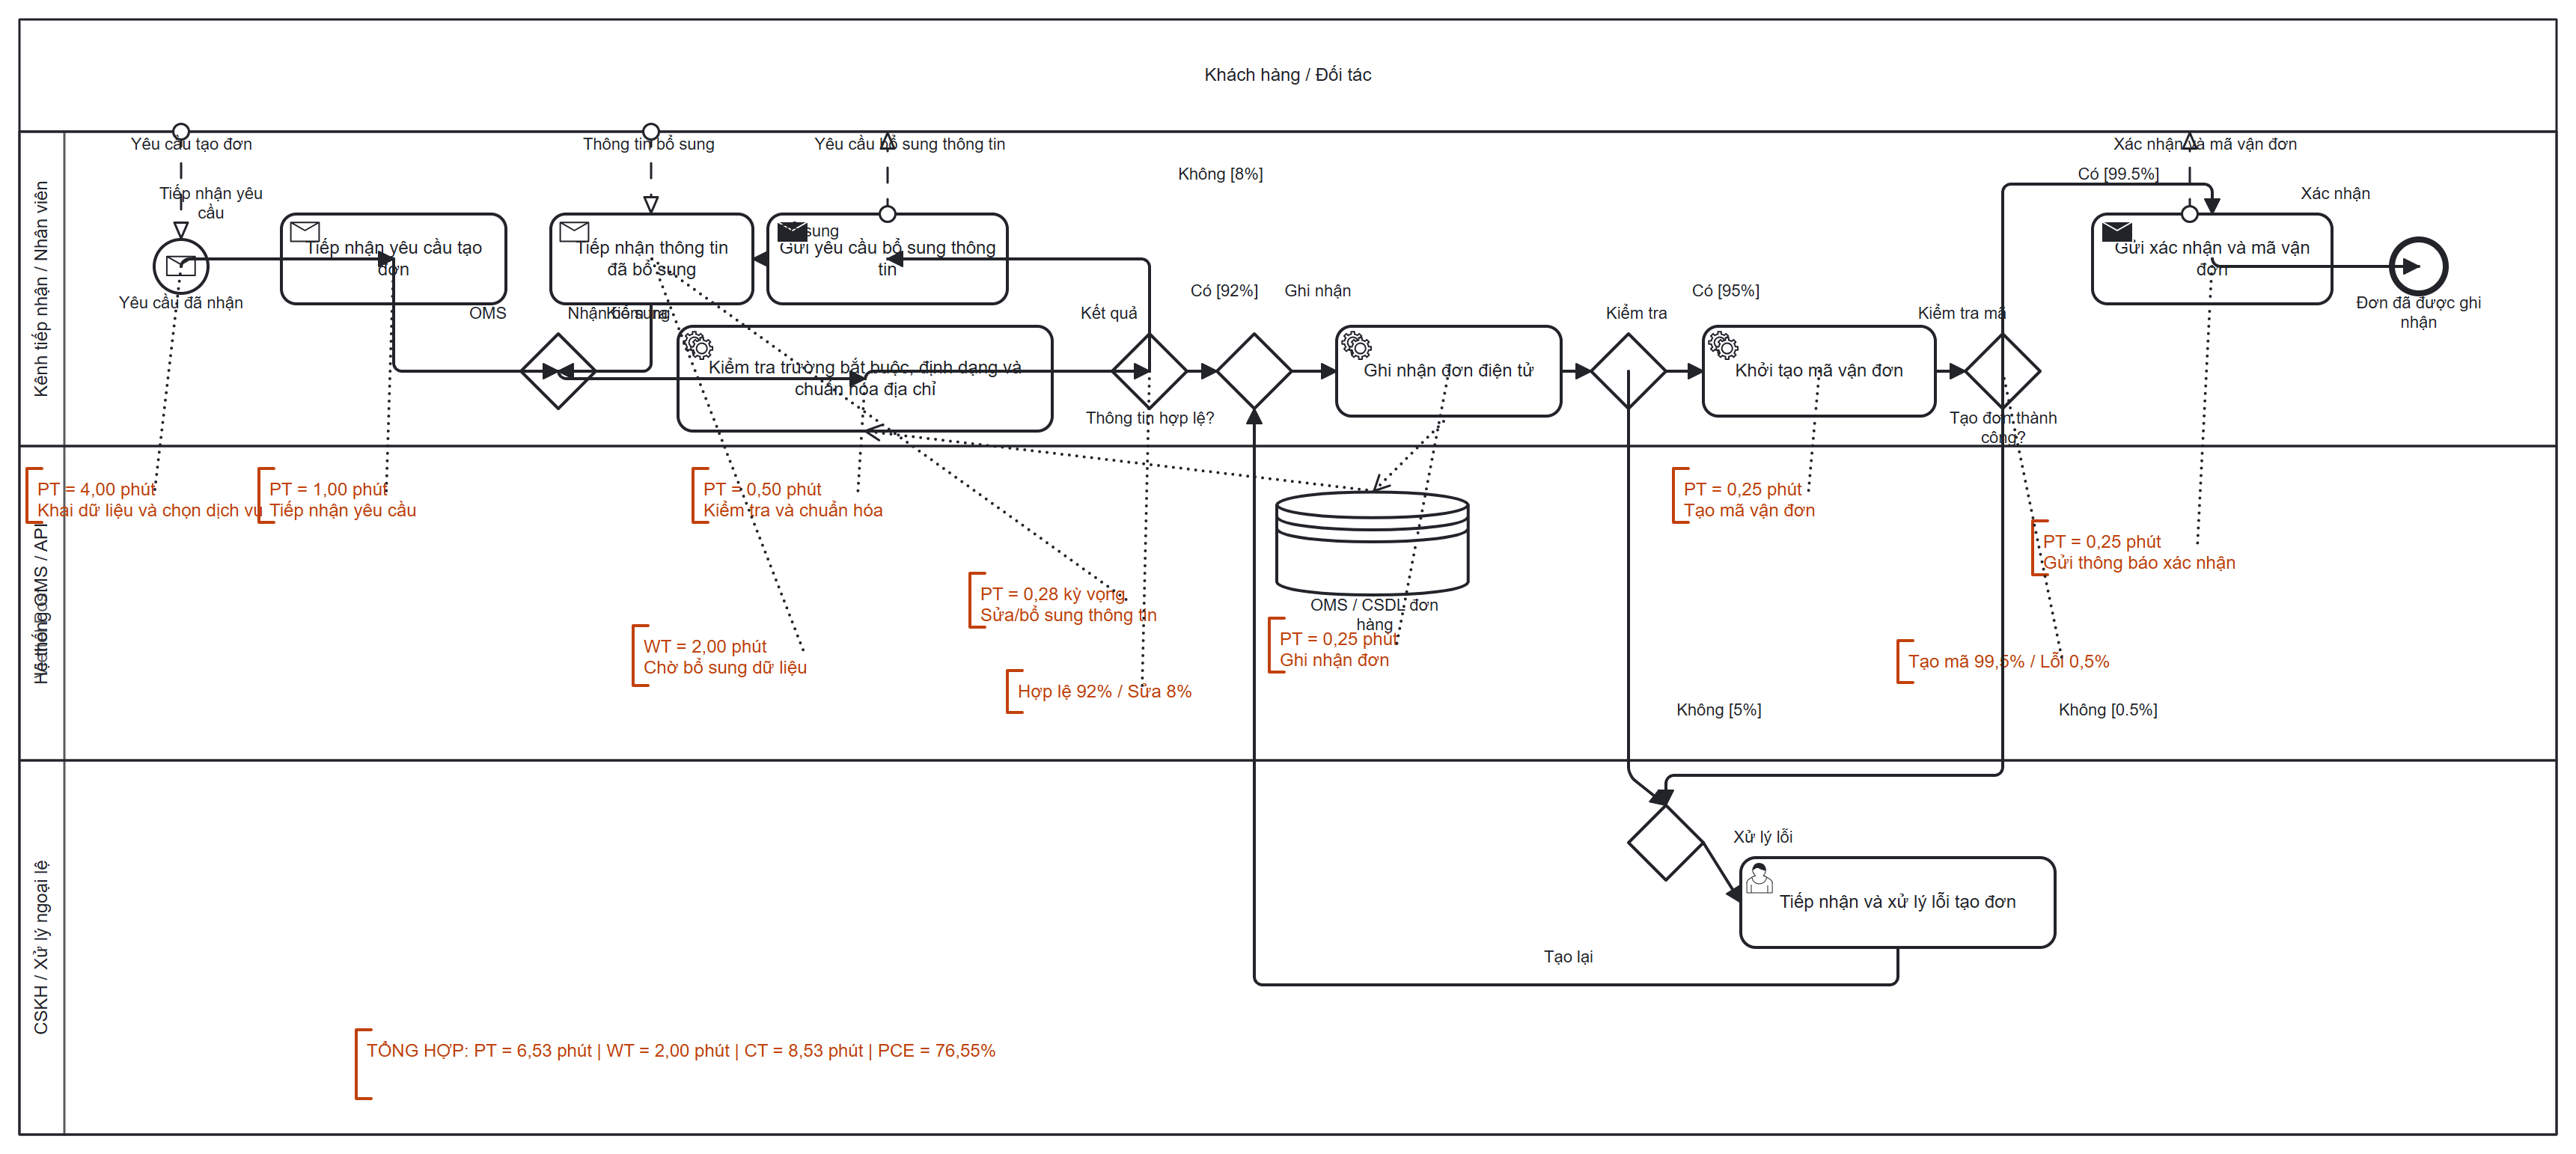 Khách hàng / Đối tác
Kênh tiếp nhận / Nhân viên
Yêu cầu tạo đơn
Thông tin bổ sung
Yêu cầu bổ sung thông tin
Xác nhận và mã vận đơn
Không [8%]
Có [99.5%]
Tiếp nhận yêu
cầu
Xác nhận
sung
Tiếp nhận yêu cầu tạo
đơn
Tiếp nhận thông tin
đã bổ sung
Gửi yêu cầu bổ sung thông
tin
Gửi xác nhận và mã vận
đơn
Yêu cầu đã nhận
Đơn đã được ghi
nhận
OMS
Nhận bổ sung
Kiểm tra
Kết quả
Có [92%]
Ghi nhận
Kiểm tra
Có [95%]
Kiểm tra mã
Kiểm tra trường bắt buộc, định dạng và
chuẩn hóa địa chỉ
Ghi nhận đơn điện tử
Khởi tạo mã vận đơn
Thông tin hợp lệ?
Tạo đơn thành
công?
Hệ thống OMS / API
PT = 4,00 phút
Khai dữ liệu và chọn dịch vụ
PT = 1,00 phút
Tiếp nhận yêu cầu
PT = 0,50 phút
Kiểm tra và chuẩn hóa
PT = 0,25 phút
Tạo mã vận đơn
PT = 0,25 phút
Gửi thông báo xác nhận
PT = 0,28 kỳ vọng
Sửa/bổ sung thông tin
OMS / CSDL đơn
hàng
PT = 0,25 phút
Ghi nhận đơn
WT = 2,00 phút
Chờ bổ sung dữ liệu
Hợp lệ 92% / Sửa 8%
Tạo mã 99,5% / Lỗi 0,5%
Không [5%]
Không [0.5%]
CSKH / Xử lý ngoại lệ
Xử lý lỗi
Tiếp nhận và xử lý lỗi tạo đơn
Tạo lại
TỔNG HỢP: PT = 6,53 phút | WT = 2,00 phút | CT = 8,53 phút | PCE = 76,55%